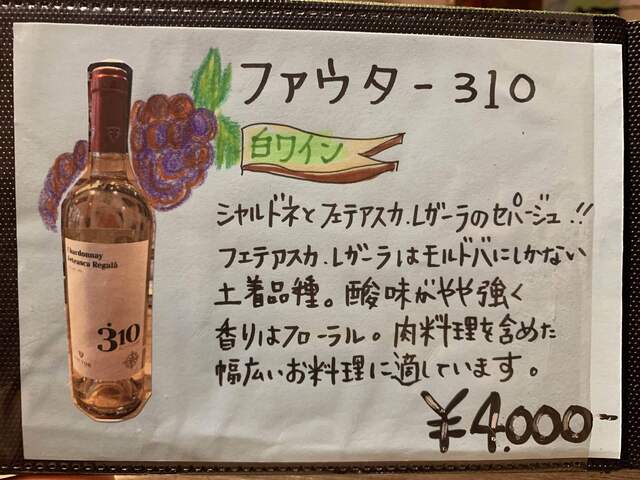 ファウター310
白ワイン
シャルドネとフェテアスカ.レガーラのセパージュ.!!
フェテアスカ.レガーラはモルドバにしかない
土着品種。酸味がやや強く
香りはフローラル。肉料理を含めた
幅広いお料理に適しています。
¥4.000-
Chardonnay
Feteasca Regală
310